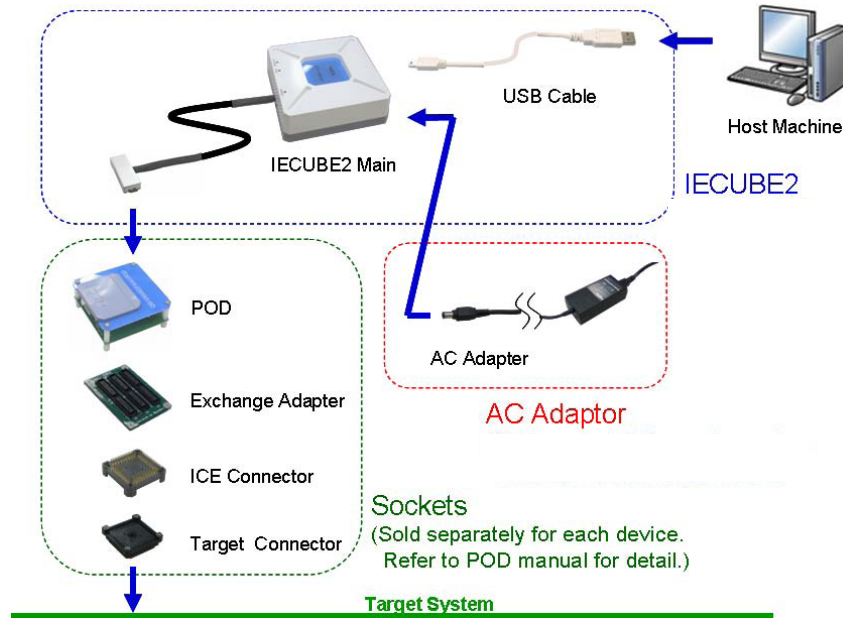 USB Cable
Host Machine
IECUBE2 Main
IECUBE2
POD
AC Adapter
Exchange Adapter
AC Adaptor
ICE Connector
Sockets
(Sold separately for each device.
Refer to POD manual for detail.)
Target Connector
Target System